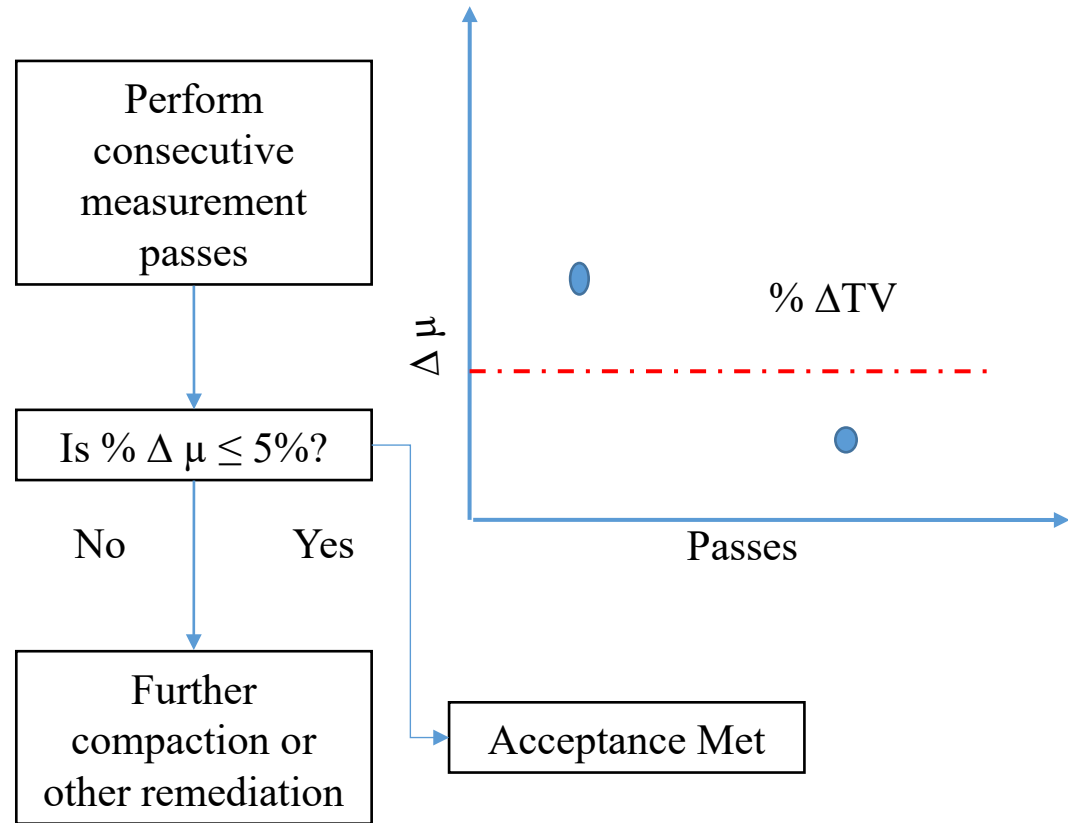 Perform
consecutive
measurement
passes
Is % Δ μ ≤ 5%?
No
Yes
Further
compaction or
other remediation
Acceptance Met
Δ μ
% ΔTV
Passes